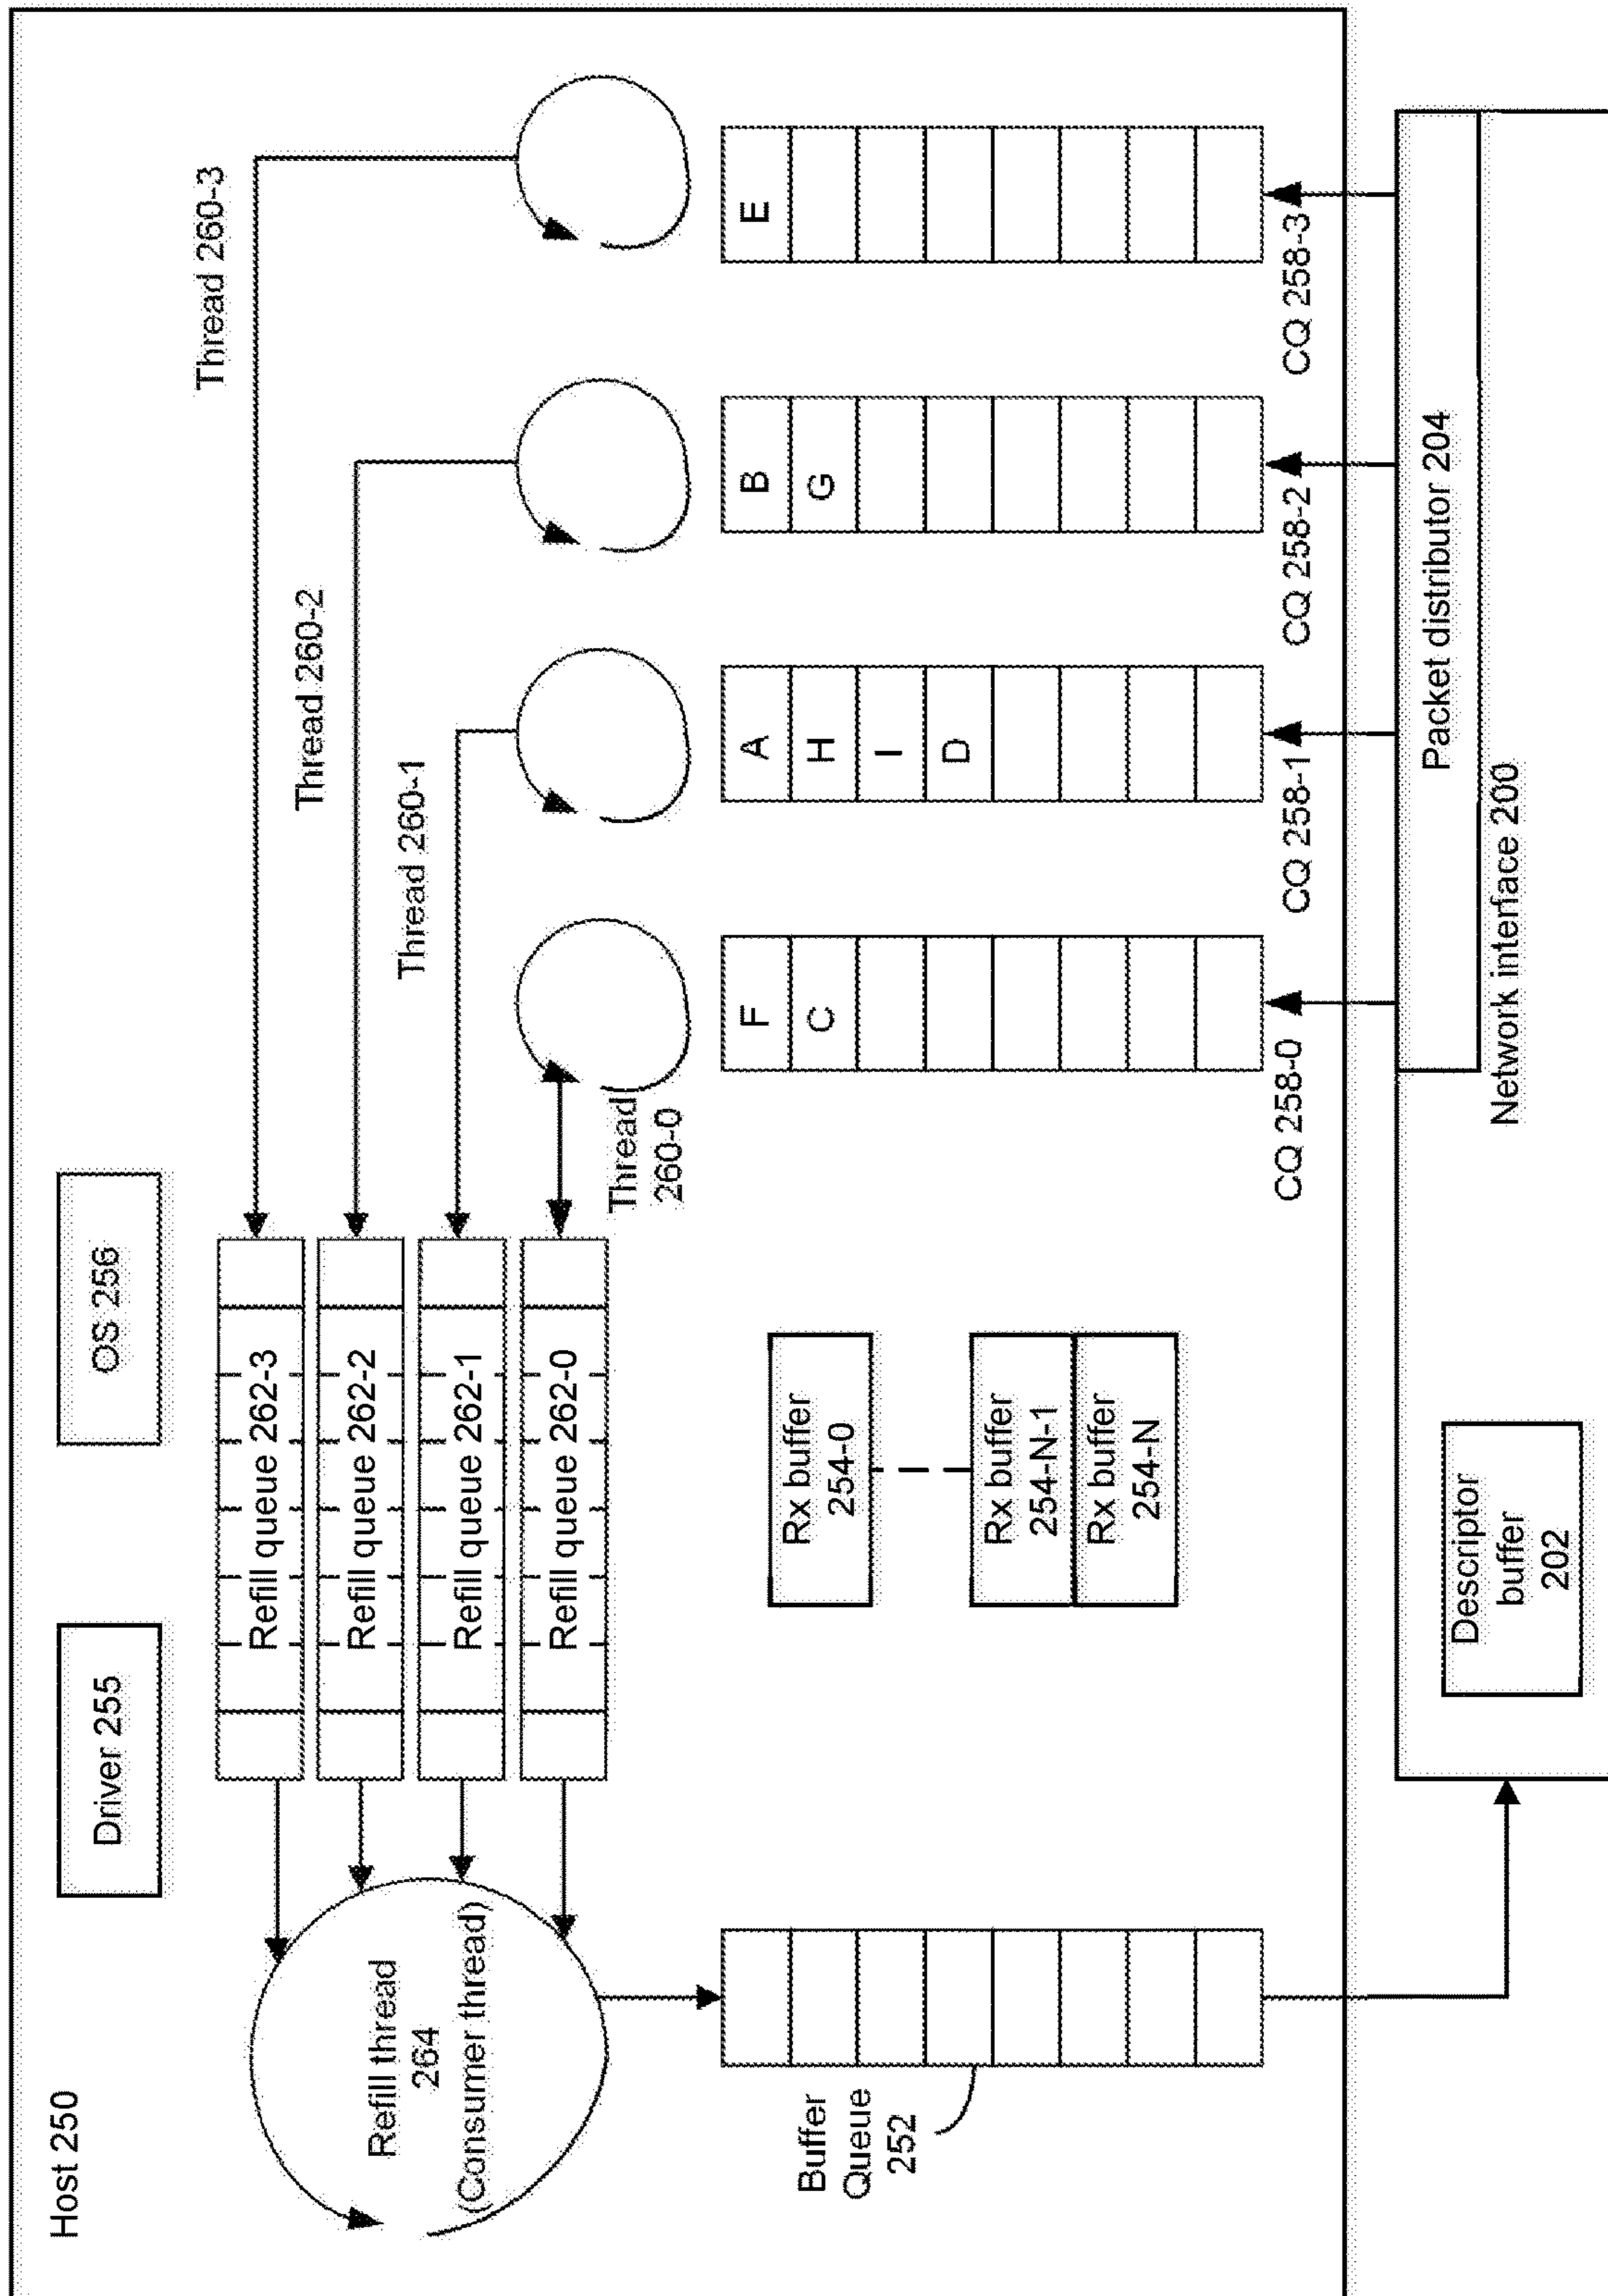 Host 250
Driver 255
OS 256
Thread 260-3
Thread 260-2
Thread 260-1
Thread
260-0
Refill thread
264
(Consumer thread)
Refill queue 262-3
Refill queue 262-2
Refill queue 262-1
Refill queue 262-0
Buffer
Queue
252
Rx buffer
254-0
Rx buffer
254-N-1
Rx buffer
254-N
F
C
A
H
I
D
B
G
E
CQ 258-0
CQ 258-1
CQ 258-2
CQ 258-3
Descriptor
buffer
202
Packet distributor 204
Network interface 200